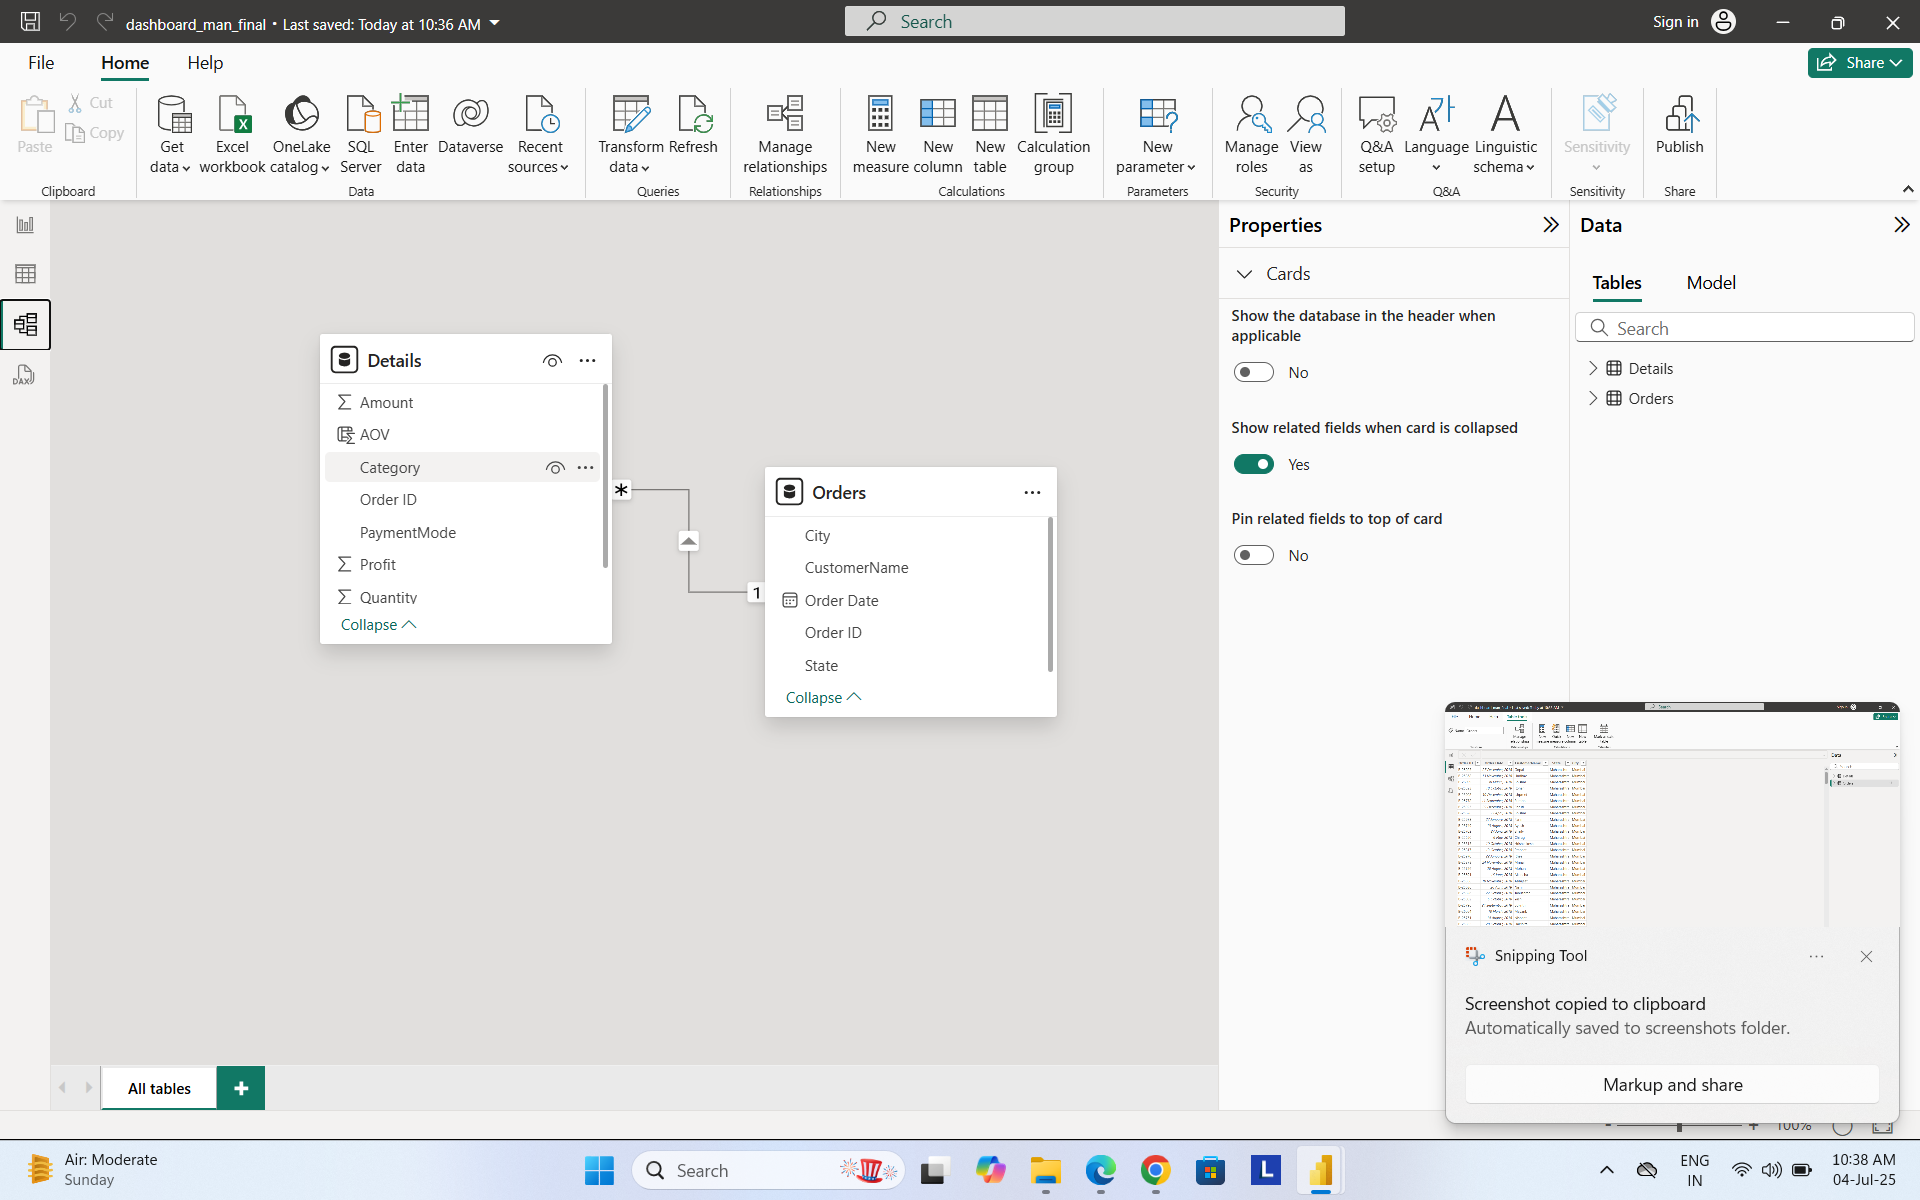 dashboard_man_final • Last saved: Today at 10:36 AM
Search
Sign in
File
Home
Help
Share
Paste
Cut
Copy
Clipboard
Get data
Excel workbook
OneLake catalog
SQL Server
Enter data
Dataverse
Recent sources
Data
Transform data
Refresh
Queries
Manage relationships
Relationships
New measure
New column
New table
Calculation group
Calculations
New parameter
Parameters
Manage roles
View as
Security
Q&A setup
Language
Linguistic schema
Q&A
Sensitivity
Sensitivity
Publish
Share
DAX
Details
Amount
AOV
Category
Order ID
PaymentMode
Profit
Quantity
Collapse
*
1
Orders
City
CustomerName
Order Date
Order ID
State
Collapse
Properties
Cards
Show the database in the header when
applicable
No
Show related fields when card is collapsed
Yes
Pin related fields to top of card
No
Data
Tables
Model
Search
Details
Orders
Snipping Tool
Screenshot copied to clipboard
Automatically saved to screenshots folder.
Markup and share
All tables
100%
Air: Moderate
Sunday
Search
L
ENG
IN
10:38 AM
04-Jul-25